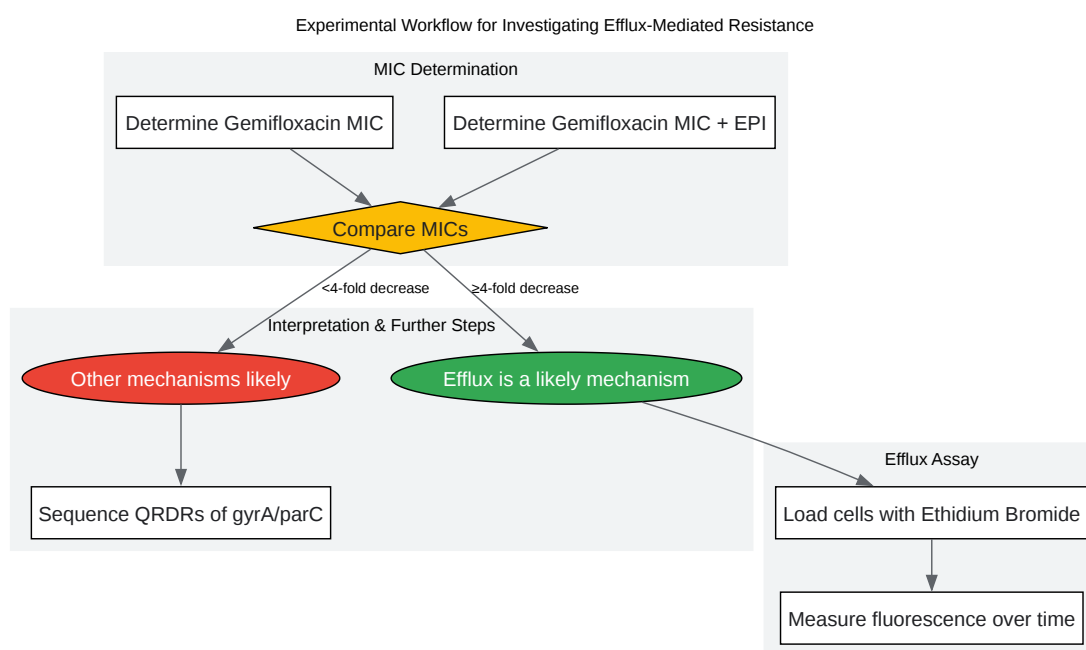 Experimental Workflow for Investigating Efflux-Mediated Resistance
MIC Determination
Determine Gemifloxacin MIC
Determine Gemifloxacin MIC + EPI
Compare MICs
<4-fold decrease
≥4-fold decrease
Interpretation & Further Steps
Other mechanisms likely
Efflux is a likely mechanism
Sequence QRDRs of gyrA/parC
Efflux Assay
Load cells with Ethidium Bromide
Measure fluorescence over time